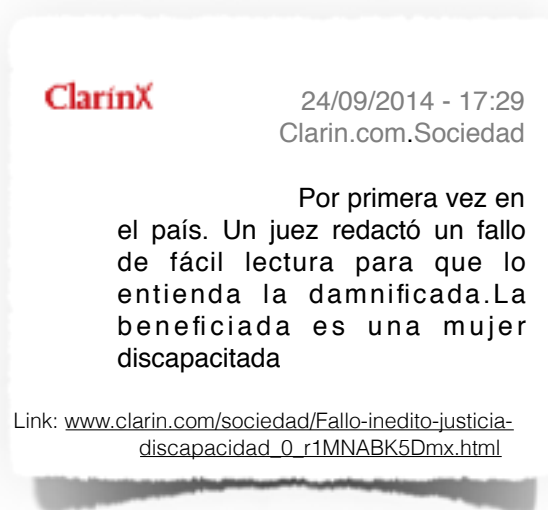 ClarínX
24/09/2014 - 17:29
Clarin.com.Sociedad
Por primera vez en
el país. Un juez redactó un fallo
de fácil lectura para que lo
entienda la damnificada.La
beneficiada es una mujer
discapacitada
Link: www.clarin.com/sociedad/Fallo-inedito-justicia-
discapacidad_0_r1MNABK5Dmx.html